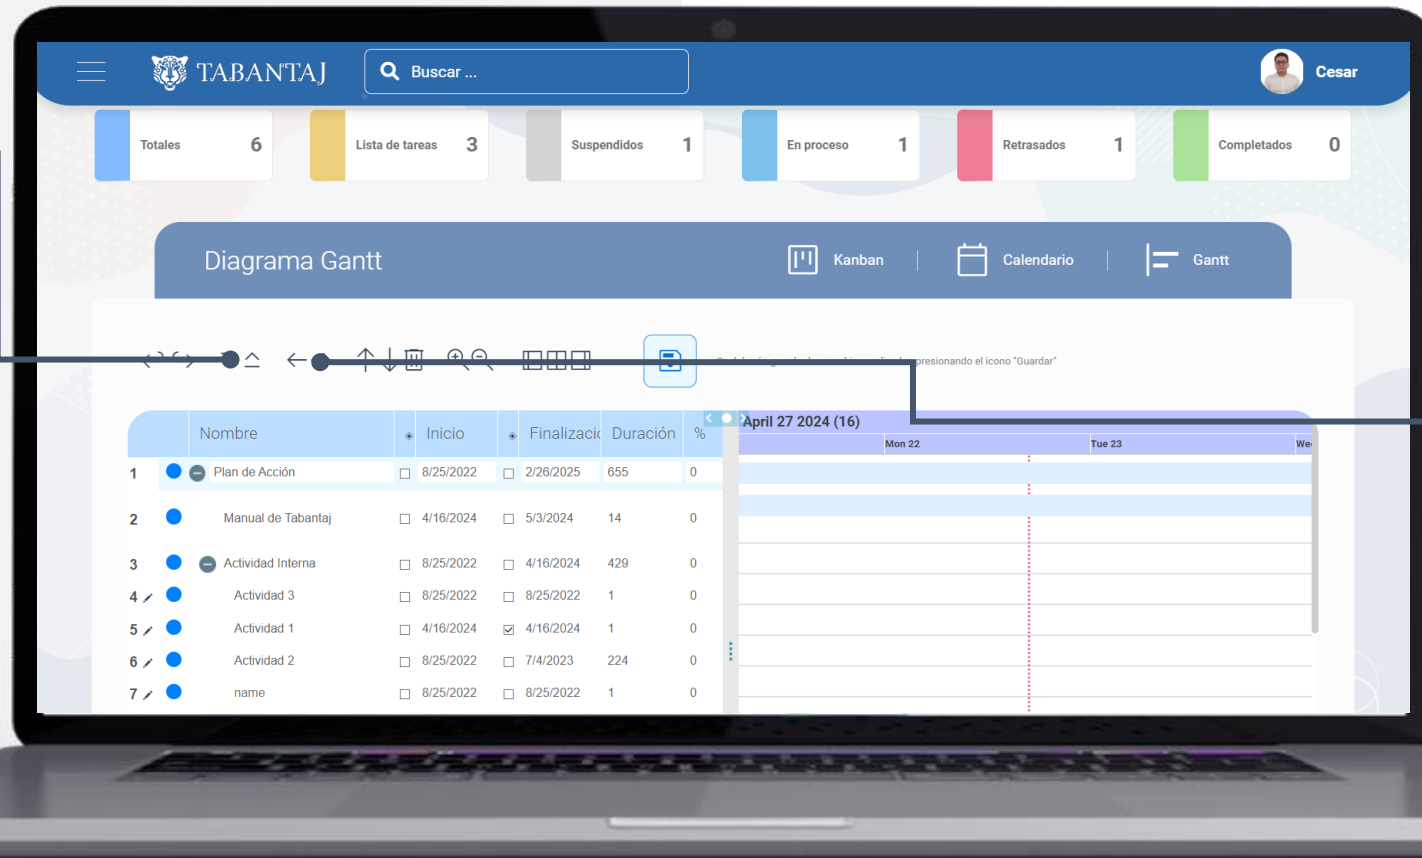 TABANTAJ
Buscar ...
Cesar
Totales 6
Lista de tareas 3
Suspendidos 1
En proceso 1
Retrasados 1
Completados 0
Diagrama Gantt
Kanban
Calendario
Gantt
presionando el icono "Guardar"
Nombre Inicio Finalizació Duración %
April 27 2024 (16)
Mon 22 Tue 23 We
1 Plan de Acción 8/25/2022 2/26/2025 655 0
2 Manual de Tabantaj 4/16/2024 5/3/2024 14 0
3 Actividad Interna 8/25/2022 4/16/2024 429 0
4 Actividad 3 8/25/2022 8/25/2022 1 0
5 Actividad 1 4/16/2024 4/16/2024 1 0
6 Actividad 2 8/25/2022 7/4/2023 224 0
7 name 8/25/2022 8/25/2022 1 0